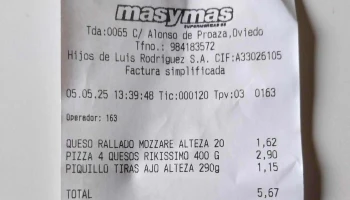 masymas
SUPERMERCADOS
Tda:0065 C/ Alonso de Proaza,Oviedo
Tfno.: 984183572
Hijos de Luis Rodriguez S.A. CIF:A33026105
Factura simplificada
05.05.25 13:39:48 Tic:000120 Tpv:03 0163
Operador: 163
QUESO RALLADO MOZZARE ALTEZA 20 1,62
PIZZA 4 QUESOS RIKISSIMO 400 G 2,90
PIQUILLO TIRAS AJO ALTEZA 290g 1,15
TOTAL 5,67